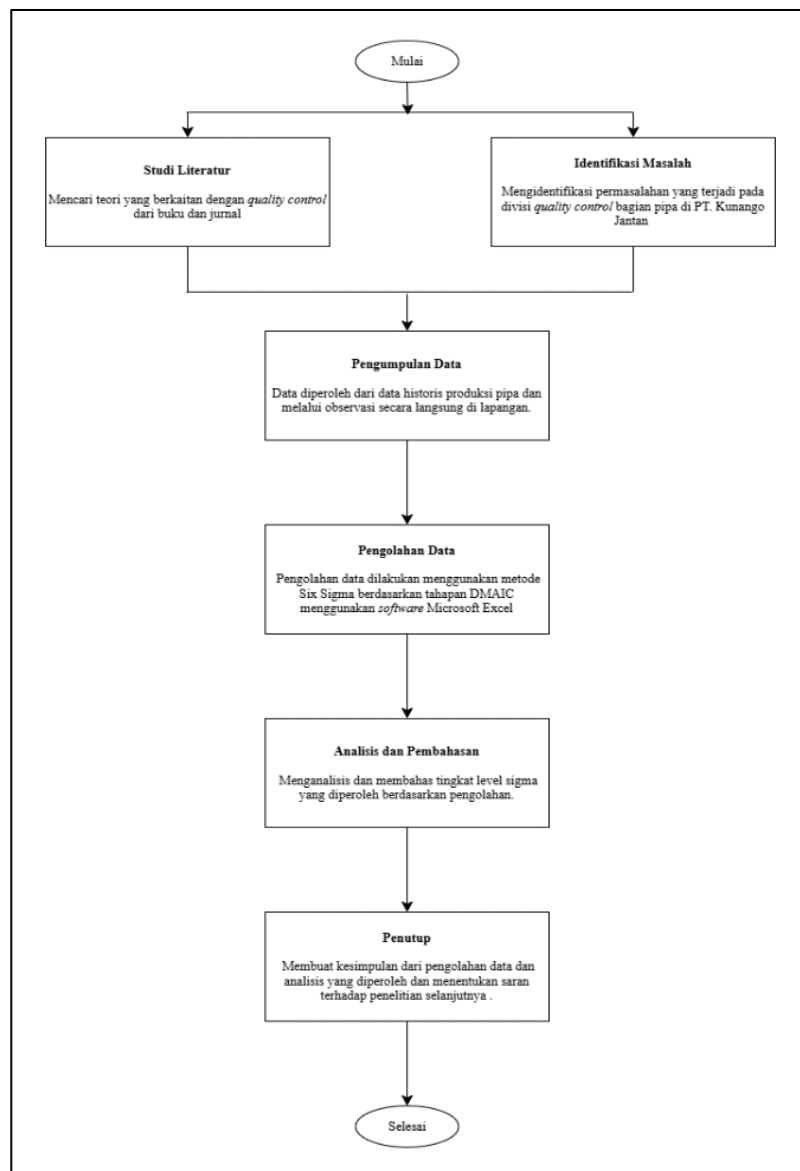 Mulai
Studi Literatur
Mencari teori yang berkaitan dengan quality control
dari buku dan jurnal
Identifikasi Masalah
Mengidentifikasi permasalahan yang terjadi pada
divisi quality control bagian pipa di PT. Kunango
Jantan
Pengumpulan Data
Data diperoleh dari data historis produksi pipa dan
melalui observasi secara langsung di lapangan.
Pengolahan Data
Pengolahan data dilakukan menggunakan metode
Six Sigma berdasarkan tahapan DMAIC
menggunakan software Microsoft Excel
Analisis dan Pembahasan
Menganalisis dan membahas tingkat level sigma
yang diperoleh berdasarkan pengolahan.
Penutup
Membuat kesimpulan dari pengolahan data dan
analisis yang diperoleh dan menentukan saran
terhadap penelitian selanjutnya .
Selesai